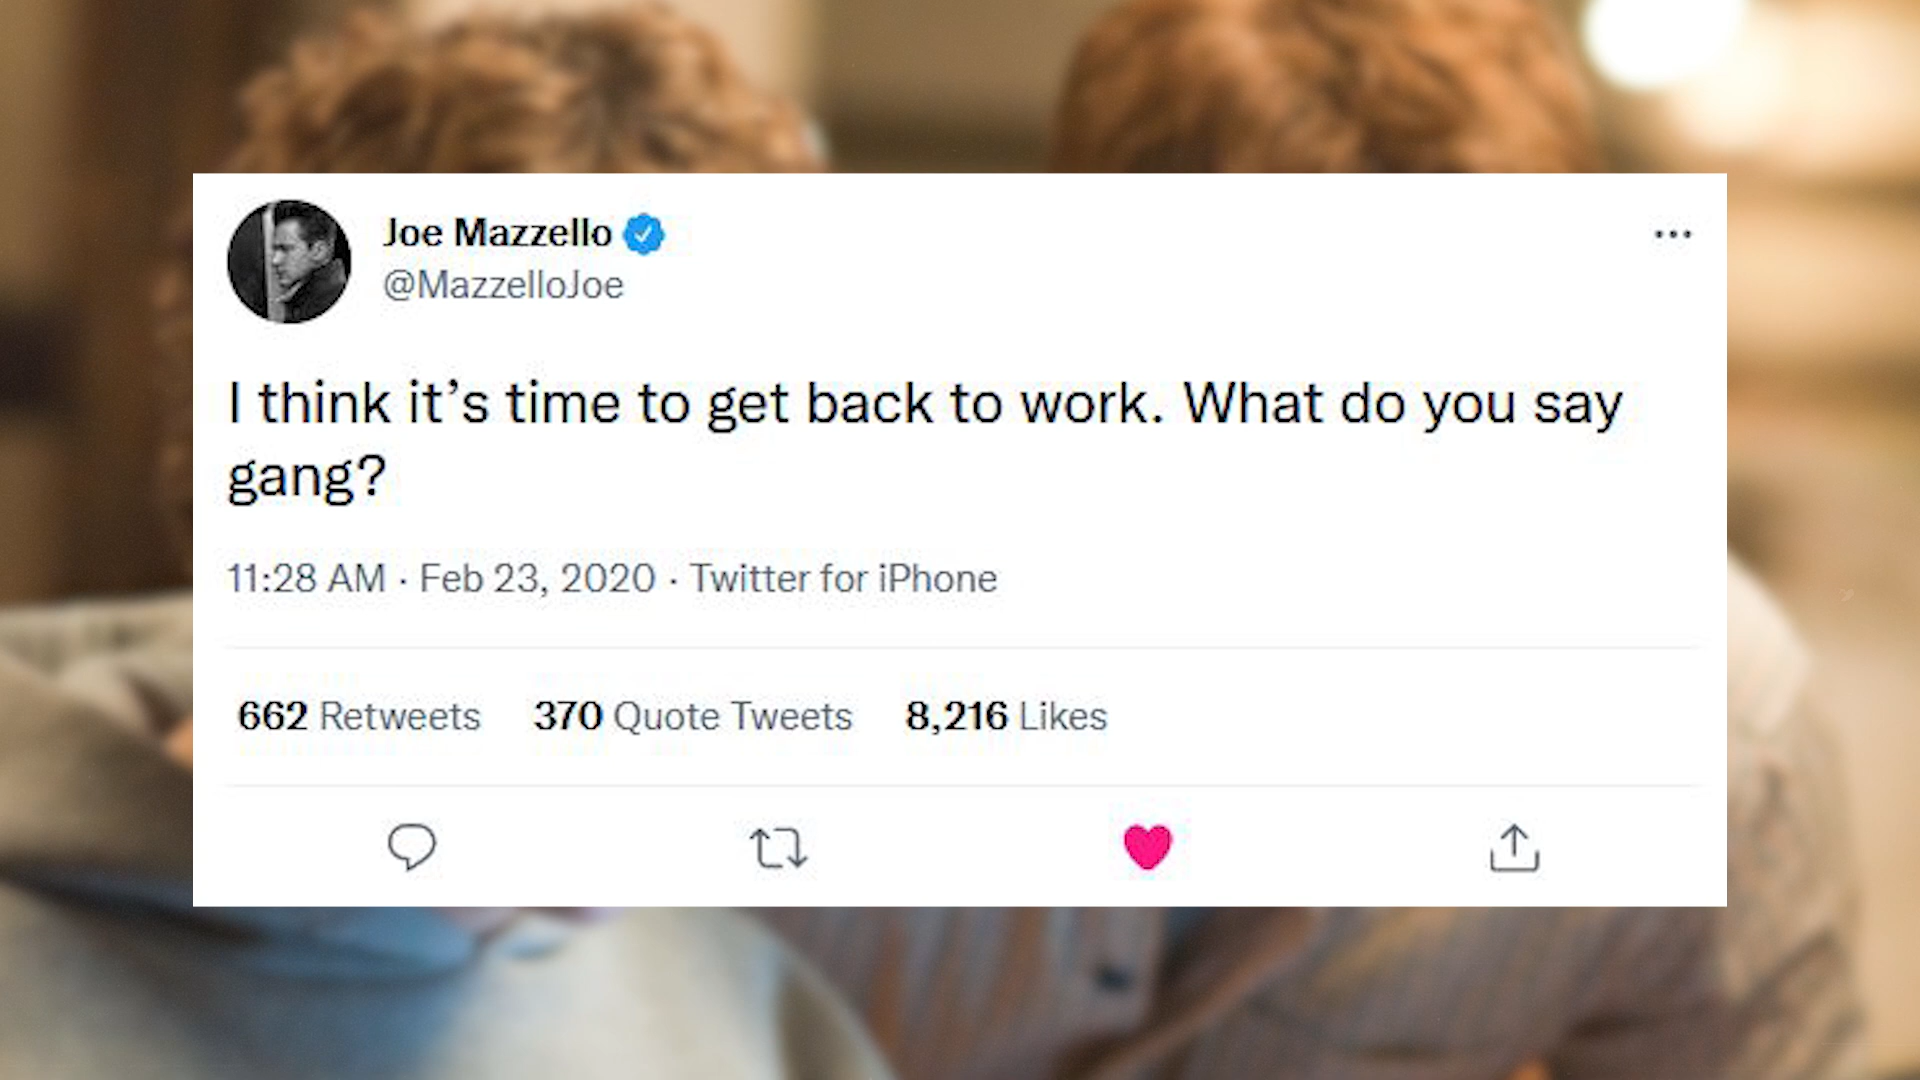 Joe Mazzello
@MazzelloJoe
I think it’s time to get back to work. What do you say
gang?
11:28 AM · Feb 23, 2020 · Twitter for iPhone
662 Retweets 370 Quote Tweets 8,216 Likes